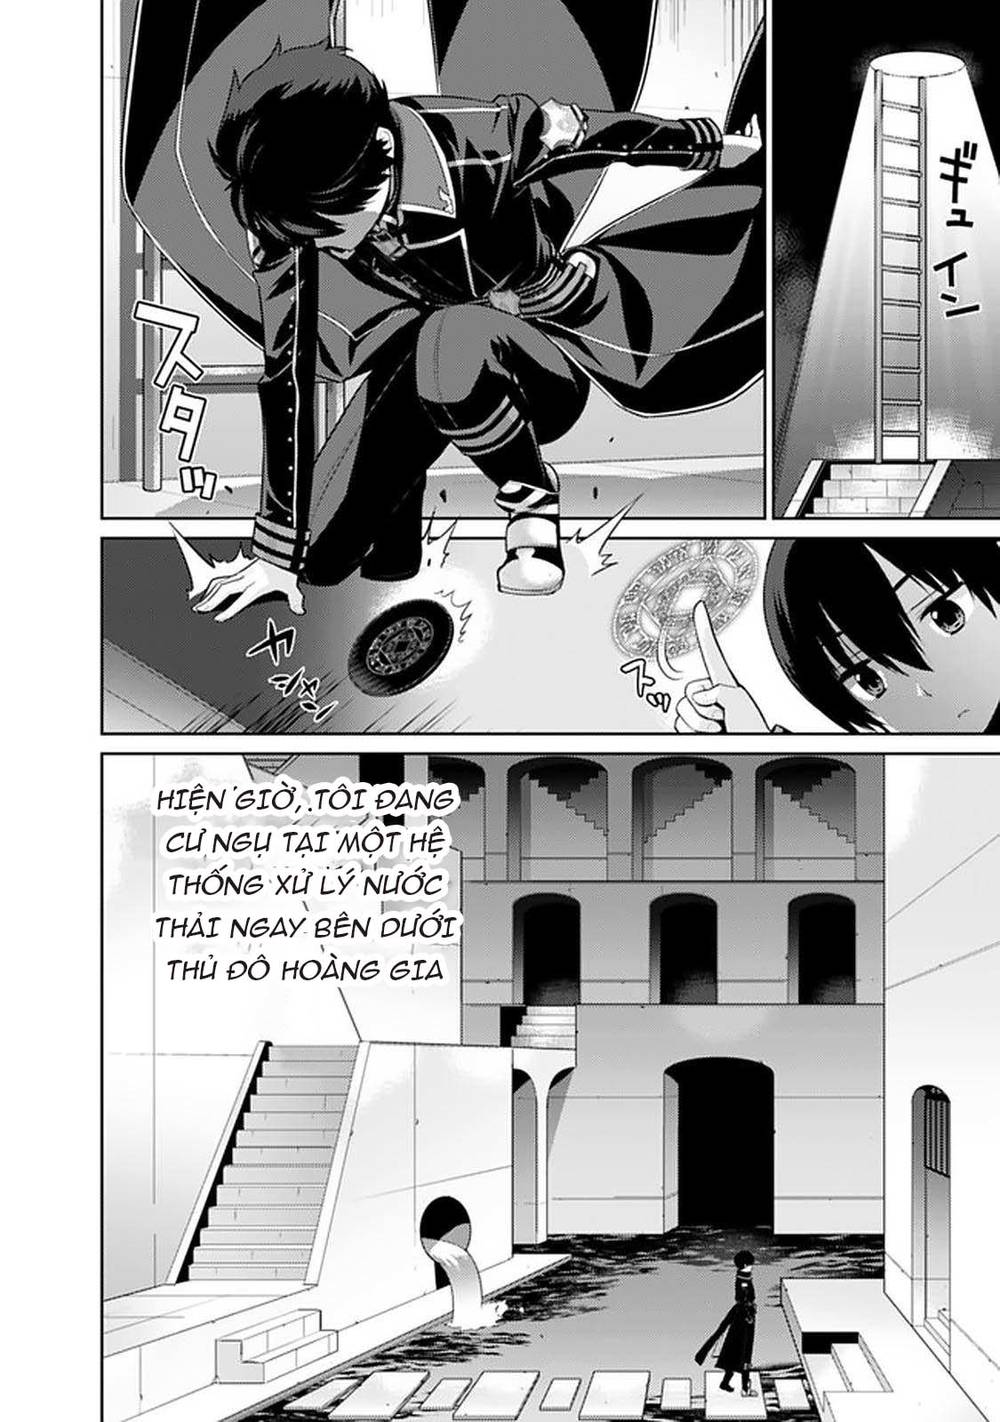 ギュイン
スタッ
スッ
カシャン
HIỆN GIỜ, TÔI ĐANG
CƯ NGỤ TẠI MỘT HỆ
THỐNG XỬ LÝ NƯỚC
THẢI NGAY BÊN DƯỚI
THỦ ĐÔ HOÀNG GIA